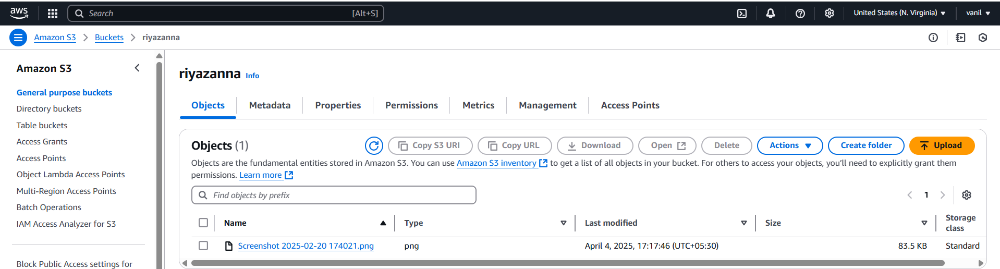 aws
Search [Alt+S]
United States (N. Virginia)
vanil
Amazon S3 > Buckets > riyazanna
Amazon S3
General purpose buckets
Directory buckets
Table buckets
Access Grants
Access Points
Object Lambda Access Points
Multi-Region Access Points
Batch Operations
IAM Access Analyzer for S3
Block Public Access settings for
riyazanna Info
Objects Metadata Properties Permissions Metrics Management Access Points
Objects (1)
Copy S3 URI Copy URL Download Open Delete Actions Create folder Upload
Objects are the fundamental entities stored in Amazon S3. You can use Amazon S3 inventory to get a list of all objects in your bucket. For others to access your objects, you’ll need to explicitly grant them
permissions. Learn more
Find objects by prefix
1
Name Type Last modified Size Storage
class
Screenshot 2025-02-20 174021.png png April 4, 2025, 17:17:46 (UTC+05:30) 83.5 KB Standard